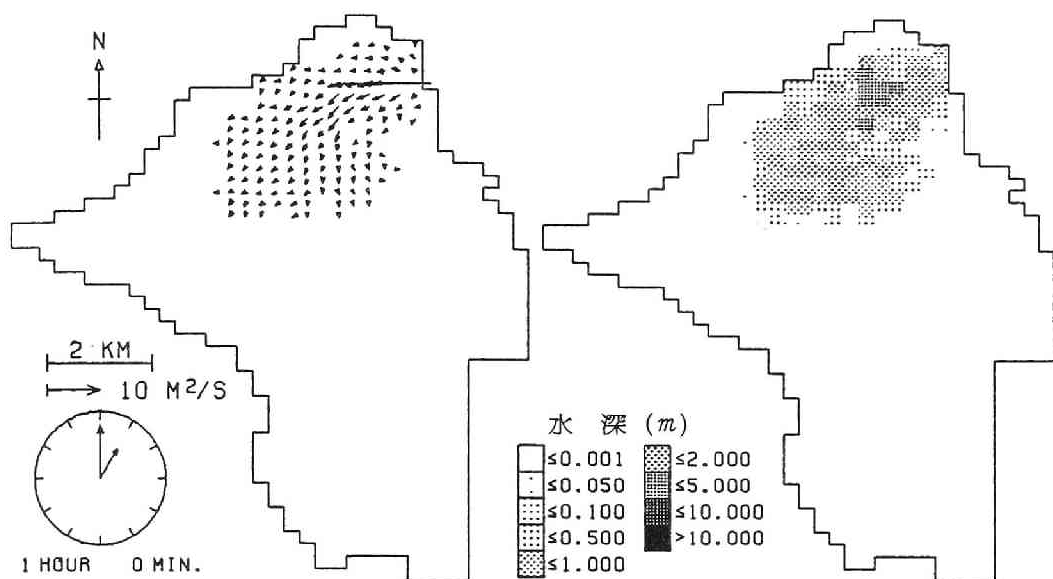 N
2 KM
10 M²/S
1 HOUR 0 MIN.
水 深 (m)
≤0.001
≤0.050
≤0.100
≤0.500
≤1.000
≤2.000
≤5.000
≤10.000
>10.000